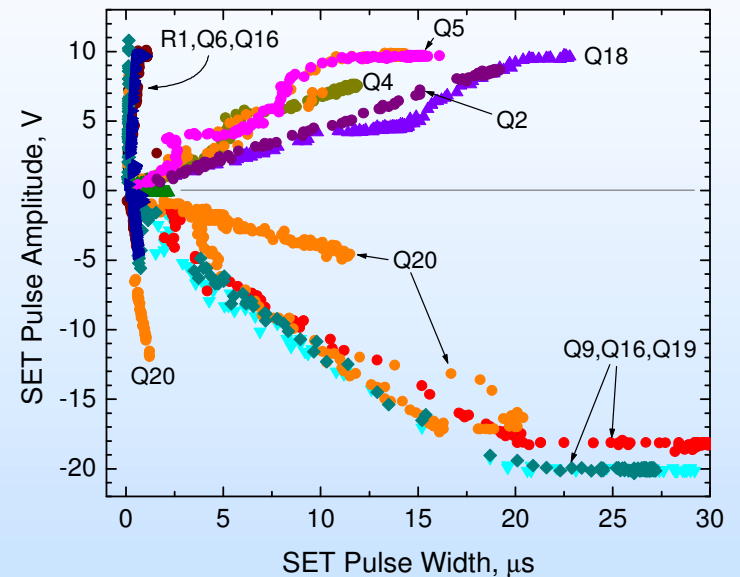 10
5
0
-5
-10
-15
-20
0
5
10
15
20
25
30
SET Pulse Amplitude, V
SET Pulse Width, μs
R1,Q6,Q16
Q5
Q18
Q4
Q2
Q20
Q20
Q9,Q16,Q19